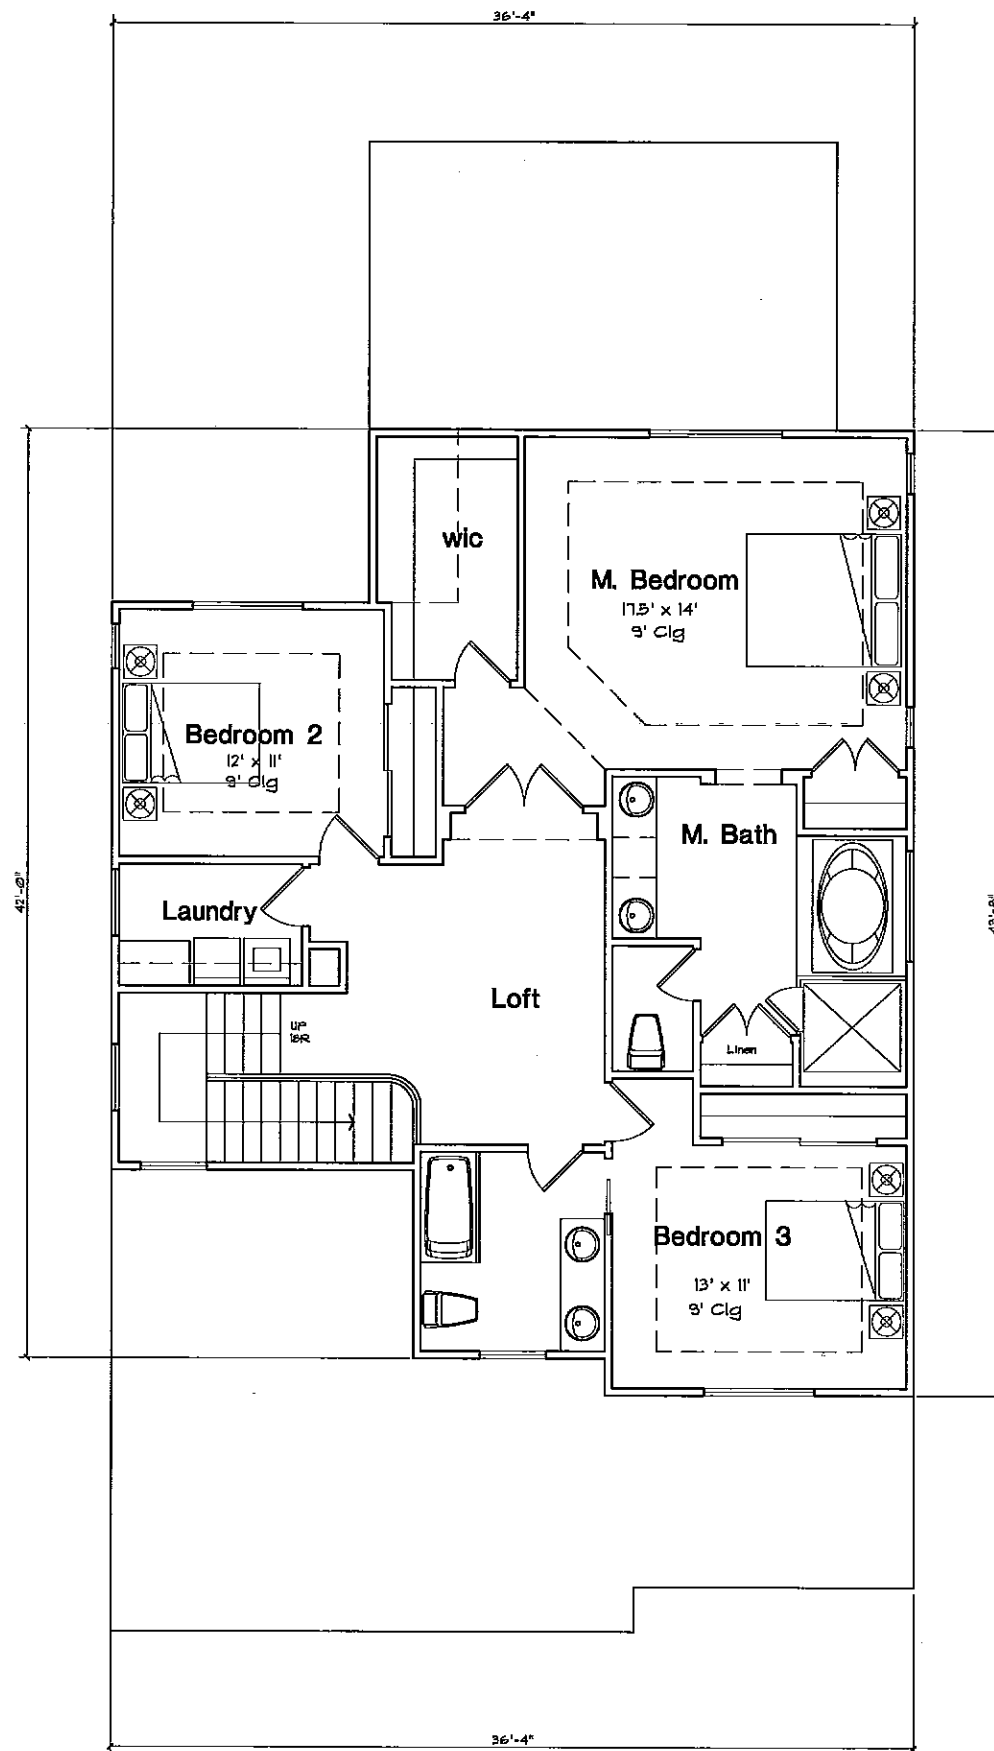 36'-4"
wic
M. Bedroom
17.5' x 14'
9' Clg
Bedroom 2
12' x 11'
9' Clg
M. Bath
Laundry
42'-0"
Loft
UP
18R
Linen
Bedroom 3
13' x 11'
9' Clg
36'-4"